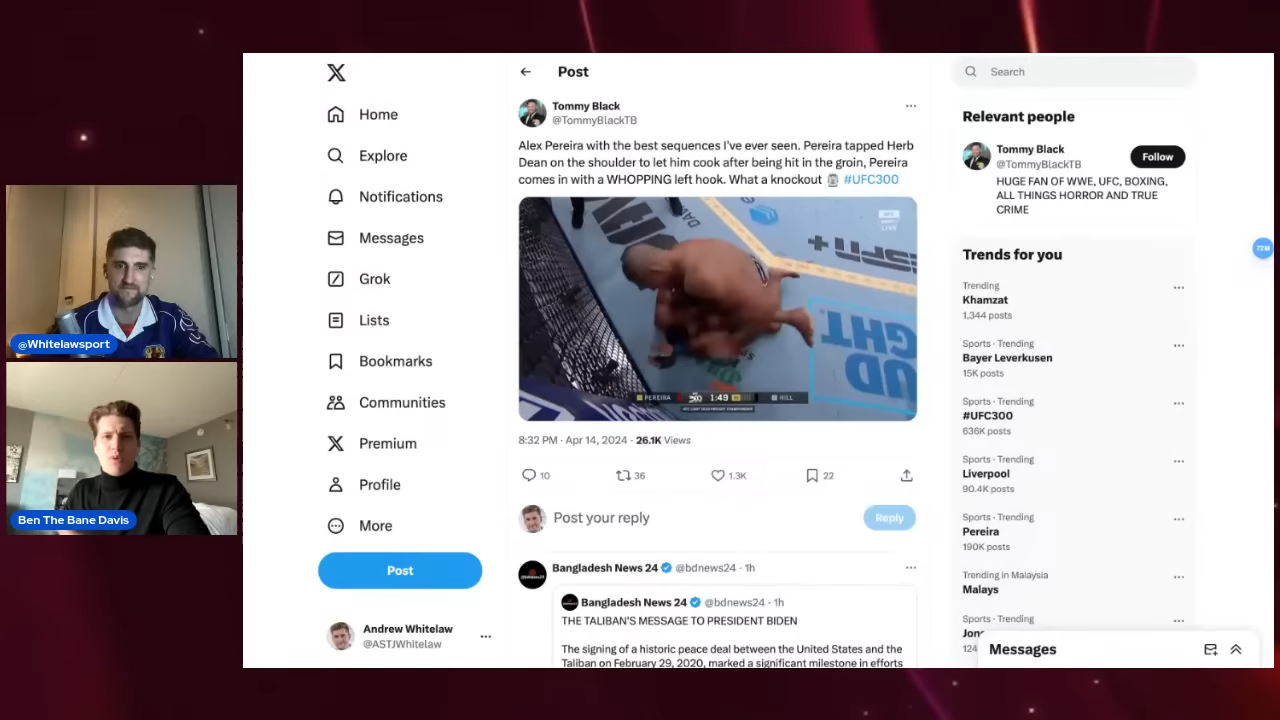 @Whitelawsport
Ben The Bane Davis
Home
Explore
Notifications
Messages
Grok
Lists
Bookmarks
Communities
Premium
Profile
More
Post
Andrew Whitelaw
@ASTJWhitelaw
Post
Tommy Black
@TommyBlackTB
Alex Pereira with the best sequences I've ever seen. Pereira tapped Herb
Dean on the shoulder to let him cook after being hit in the groin, Pereira
comes in with a WHOPPING left hook. What a knockout #UFC300
LIVE
ESPN+
PEREIRA 1:49 HILL
8:32 PM · Apr 14, 2024 · 26.1K Views
10 36 1.3K 22
Post your reply
Reply
Bangladesh News 24 @bdnews24 · 1h
Bangladesh News 24 @bdnews24 · 1h
THE TALIBAN'S MESSAGE TO PRESIDENT BIDEN
The signing of a historic peace deal between the United States and the
Taliban on February 29, 2020, marked a significant milestone in efforts
Search
Relevant people
Tommy Black
@TommyBlackTB
Follow
HUGE FAN OF WWE, UFC, BOXING,
ALL THINGS HORROR AND TRUE
CRIME
Trends for you
Trending
Khamzat
1,344 posts
Sports · Trending
Bayer Leverkusen
15K posts
Sports · Trending
#UFC300
636K posts
Sports · Trending
Liverpool
90.4K posts
Sports · Trending
Pereira
190K posts
Trending in Malaysia
Malays
Sports · Trending
Messages
72M